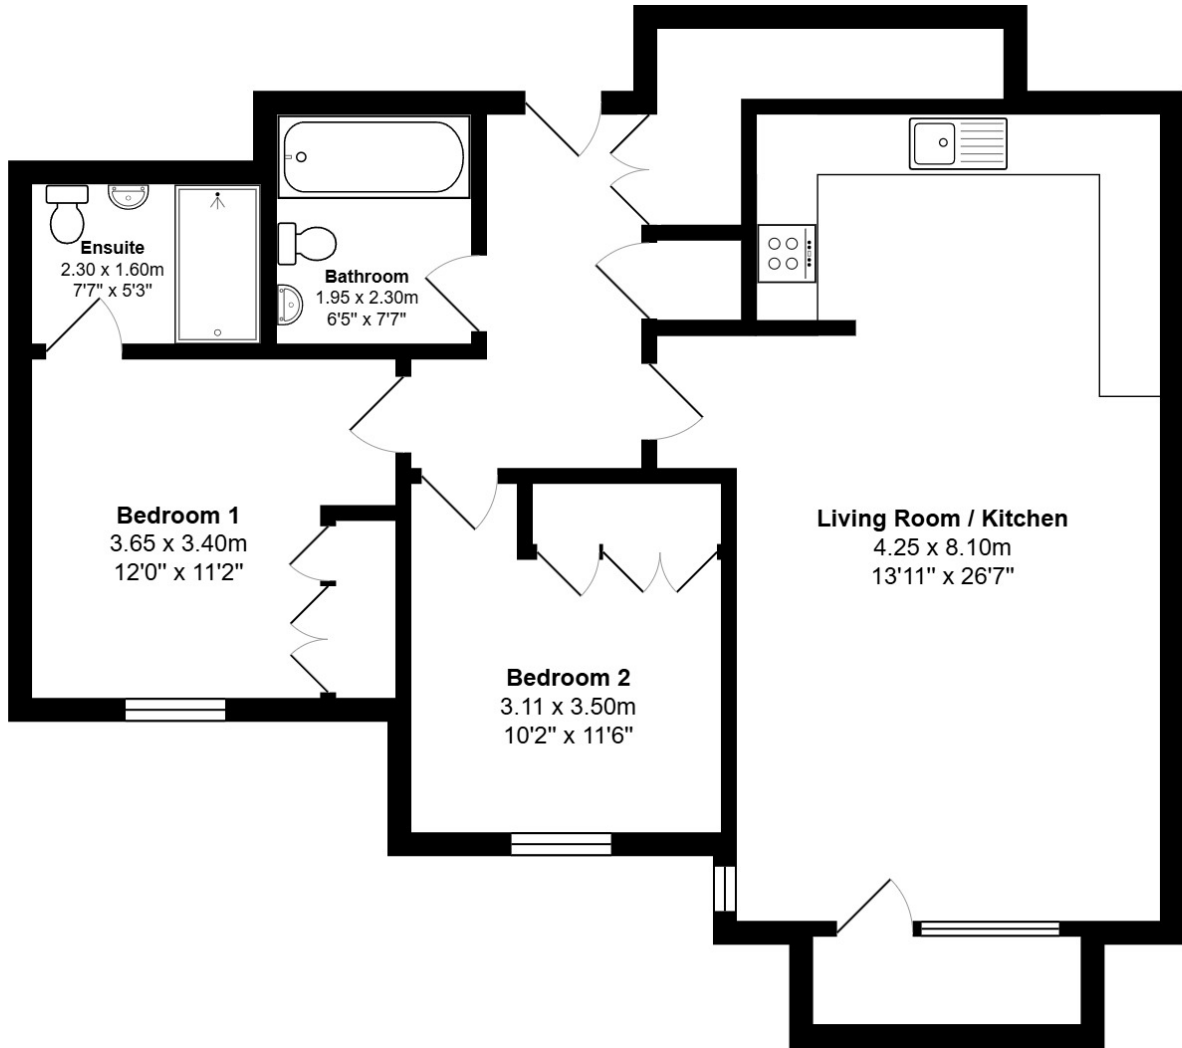 Ensuite
2.30 x 1.60m
7'7" x 5'3"
Bathroom
1.95 x 2.30m
6'5" x 7'7"
Bedroom 1
3.65 x 3.40m
12'0" x 11'2"
Living Room / Kitchen
4.25 x 8.10m
13'11" x 26'7"
Bedroom 2
3.11 x 3.50m
10'2" x 11'6"